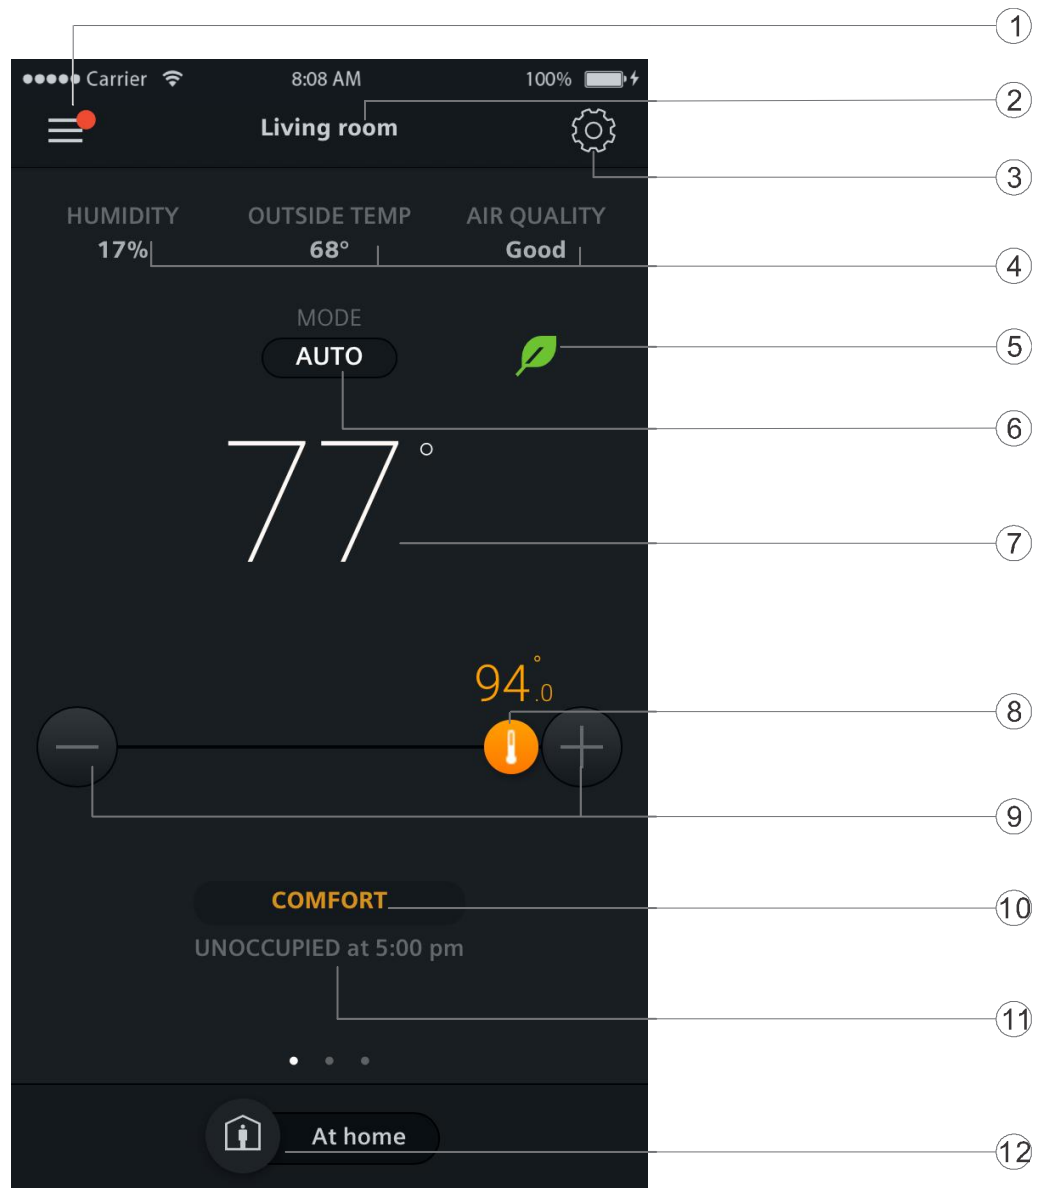 1
Carrier 8:08 AM 100%
2
Living room
3
HUMIDITY OUTSIDE TEMP AIR QUALITY
17% 68° Good
4
MODE
AUTO
5
6
77°
7
94.0°
8
9
COMFORT
10
UNOCCUPIED at 5:00 pm
11
At home
12